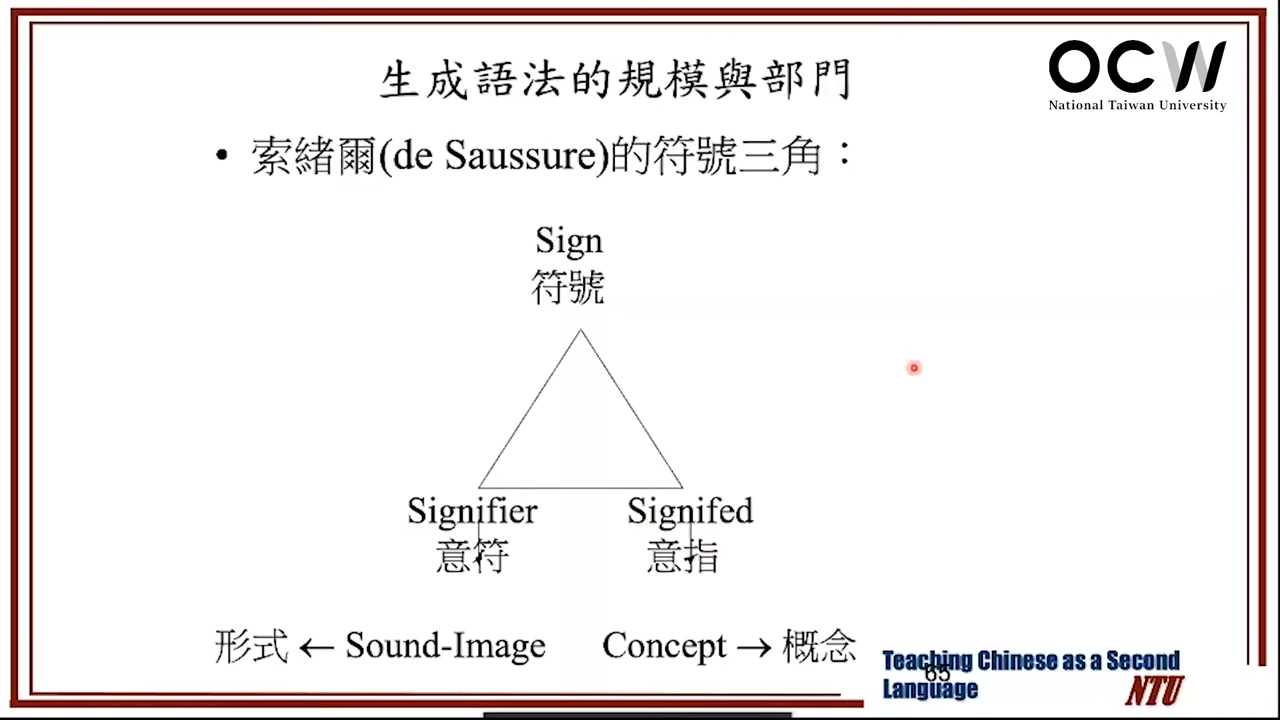 生成語法的規模與部門
OCW
National Taiwan University
• 索緒爾(de Saussure)的符號三角：
Sign
符號
Signifier
意符
Signifed
意指
形式 ← Sound-Image
Concept → 概念
Teaching Chinese as a Second
Language
65
NTU